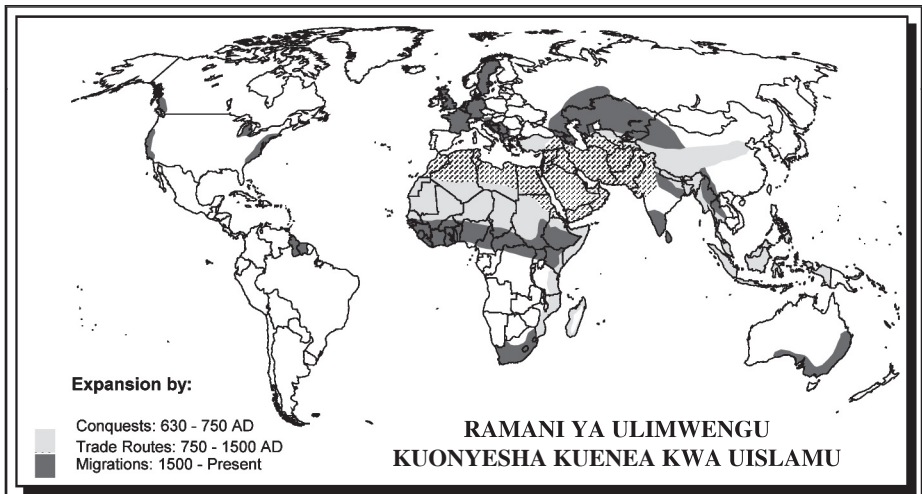 Expansion by:
Conquests: 630 - 750 AD
Trade Routes: 750 - 1500 AD
Migrations: 1500 - Present
RAMANI YA ULIMWENGU
KUONYESHA KUENEA KWA UISLAMU